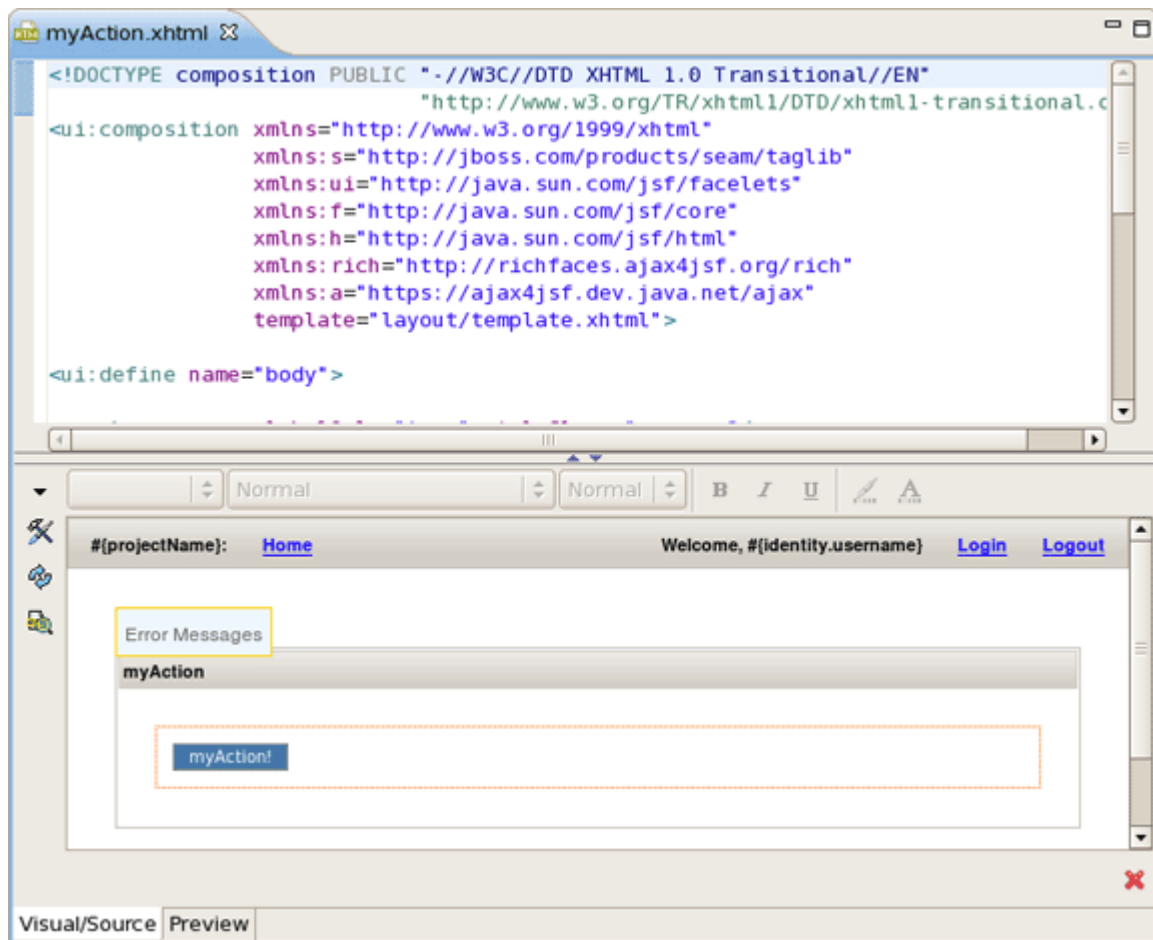 myAction.xhtml
<!DOCTYPE composition PUBLIC "-//W3C//DTD XHTML 1.0 Transitional//EN"
"http://www.w3.org/TR/xhtml1/DTD/xhtml1-transitional.
<ui:composition xmlns="http://www.w3.org/1999/xhtml"
xmlns:s="http://jboss.com/products/seam/taglib"
xmlns:ui="http://java.sun.com/jsf/facelets"
xmlns:f="http://java.sun.com/jsf/core"
xmlns:h="http://java.sun.com/jsf/html"
xmlns:rich="http://richfaces.ajax4jsf.org/rich"
xmlns:a="https://ajax4jsf.dev.java.net/ajax"
template="layout/template.xhtml">
<ui:define name="body">
Normal Normal B I U A
#{projectName}: Home Welcome, #{identity.username} Login Logout
Error Messages
myAction
myAction!
Visual/Source Preview